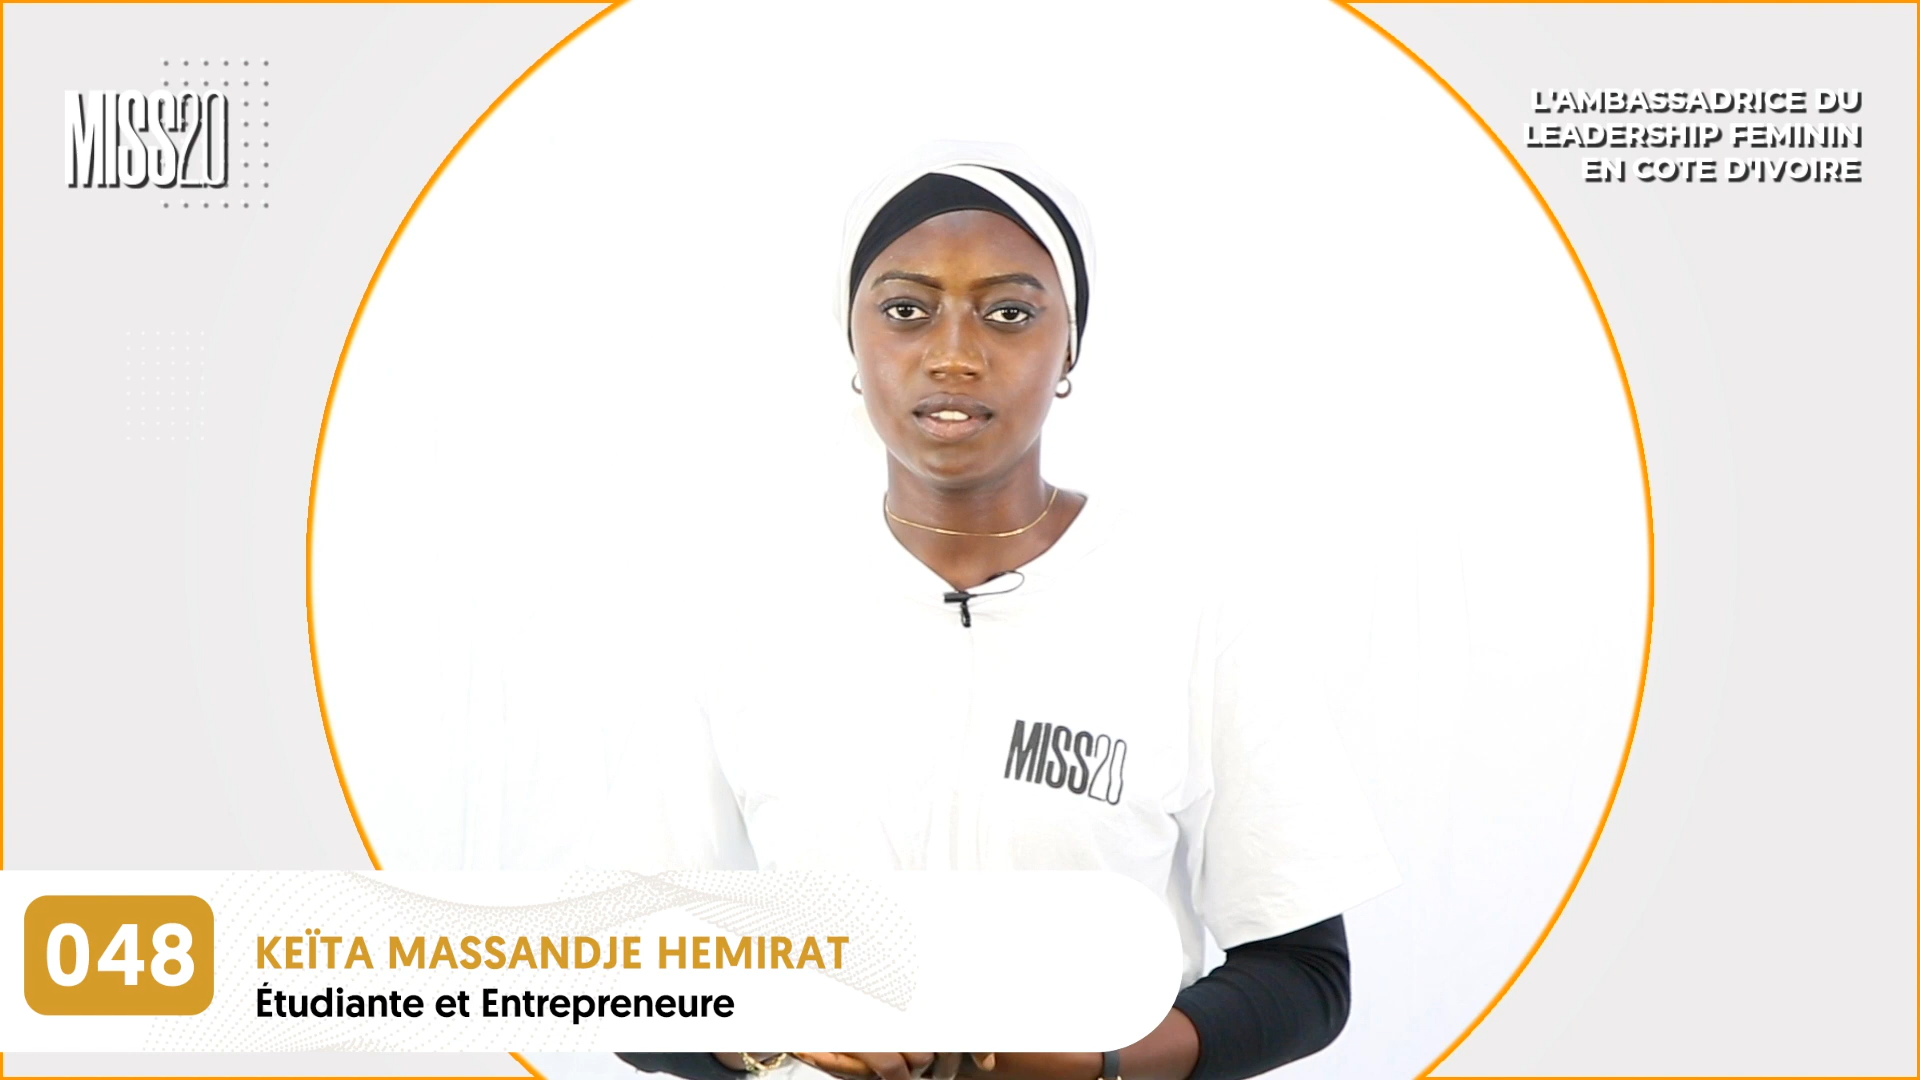 MISS20
L'AMBASSADRICE DU
LEADERSHIP FEMININ
EN COTE D'IVOIRE
MISS20
048
KEÏTA MASSANDJE HEMIRAT
Étudiante et Entrepreneure